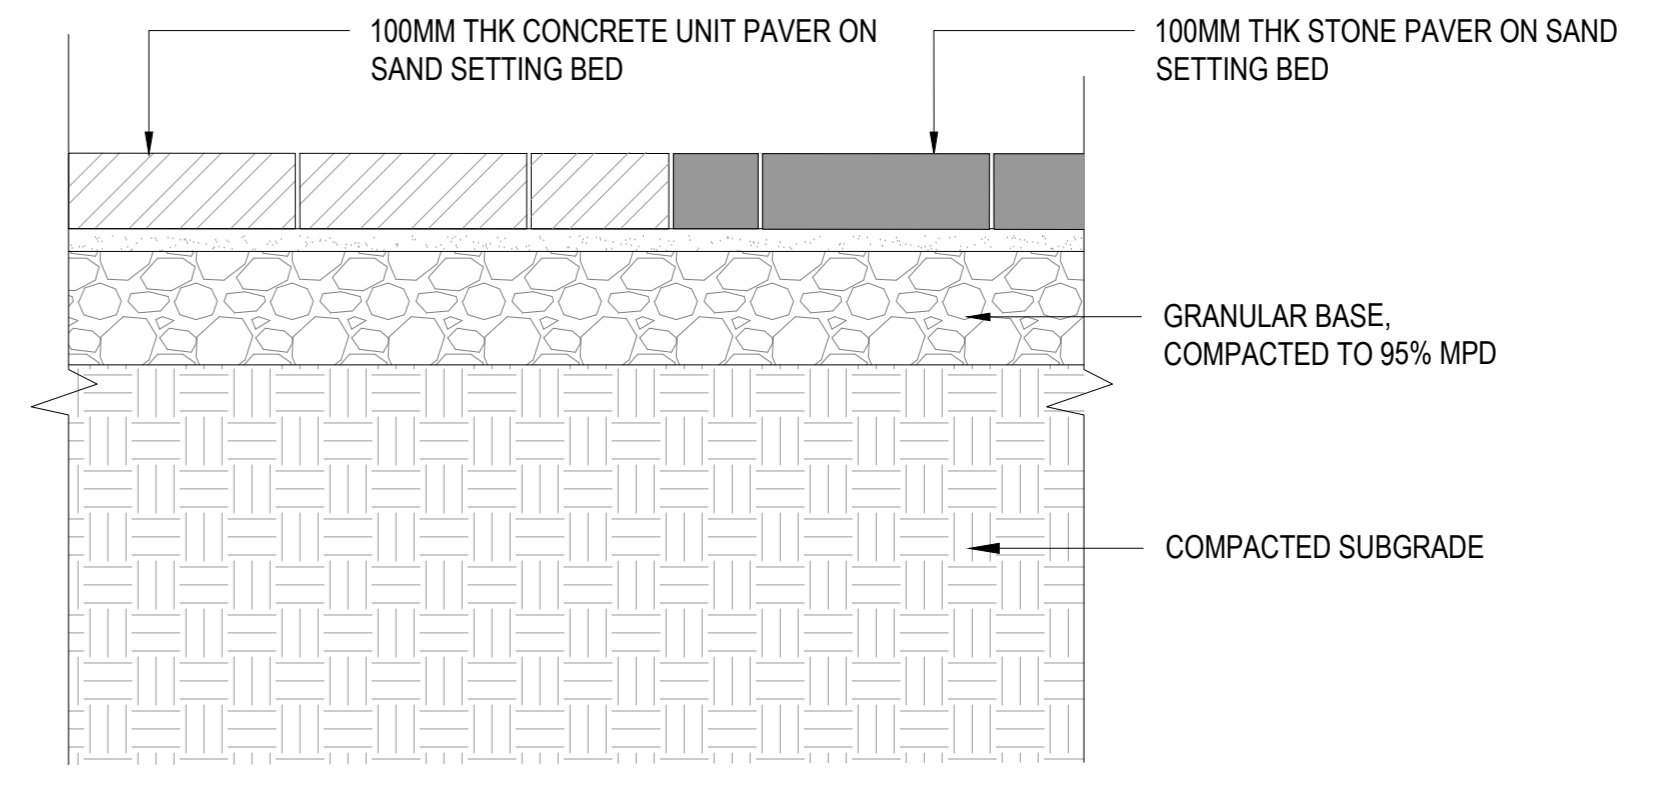 100MM THK CONCRETE UNIT PAVER ON
SAND SETTING BED
100MM THK STONE PAVER ON SAND
SETTING BED
GRANULAR BASE,
COMPACTED TO 95% MPD
COMPACTED SUBGRADE